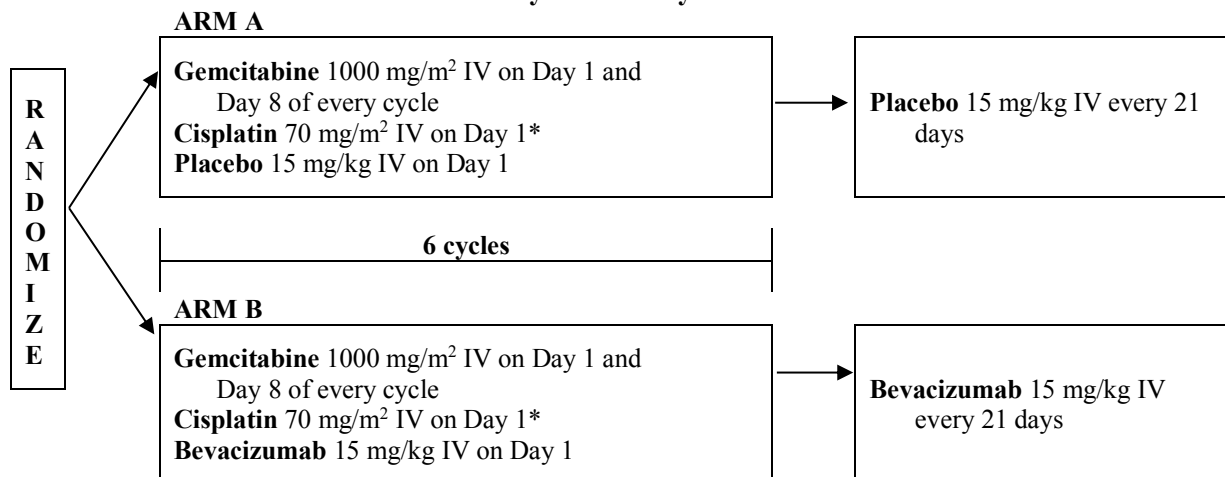 ARM A
RANDOMIZE
Gemcitabine 1000 mg/m² IV on Day 1 and
Day 8 of every cycle
Cisplatin 70 mg/m² IV on Day 1*
Placebo 15 mg/kg IV on Day 1
Placebo 15 mg/kg IV every 21
days
6 cycles
ARM B
Gemcitabine 1000 mg/m² IV on Day 1 and
Day 8 of every cycle
Cisplatin 70 mg/m² IV on Day 1*
Bevacizumab 15 mg/kg IV on Day 1
Bevacizumab 15 mg/kg IV
every 21 days